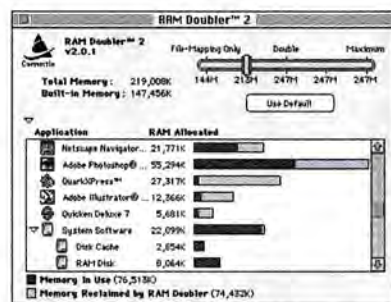 RAM Doubler™ 2
RAM Doubler™ 2
v2.0.1
Connectix
File-Mapping Only Double Maximum
144M 213M 247M 247M 247M
Total Memory: 219,008K
Built-in Memory: 147,456K
Use Default
Application RAM Allocated
Netscape Navigator... 21,771K
Adobe Photoshop® ... 55,294K
QuarkXPress™ 27,317K
Adobe Illustrator® ... 12,366K
Quicken Deluxe 7 5,681K
System Software 22,099K
Disk Cache 2,854K
RAM Disk 8,064K
Memory In Use (76,513K)
Memory Reclaimed by RAM Doubler (74,432K)